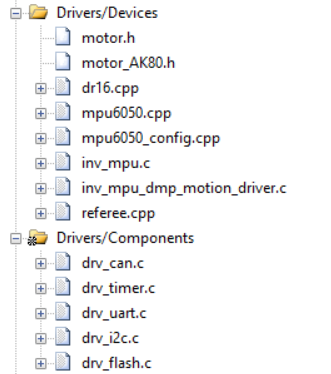 Drivers/Devices
motor.h
motor_AK80.h
dr16.cpp
mpu6050.cpp
mpu6050_config.cpp
inv_mpu.c
inv_mpu_dmp_motion_driver.c
referee.cpp
Drivers/Components
drv_can.c
drv_timer.c
drv_uart.c
drv_i2c.c
drv_flash.c